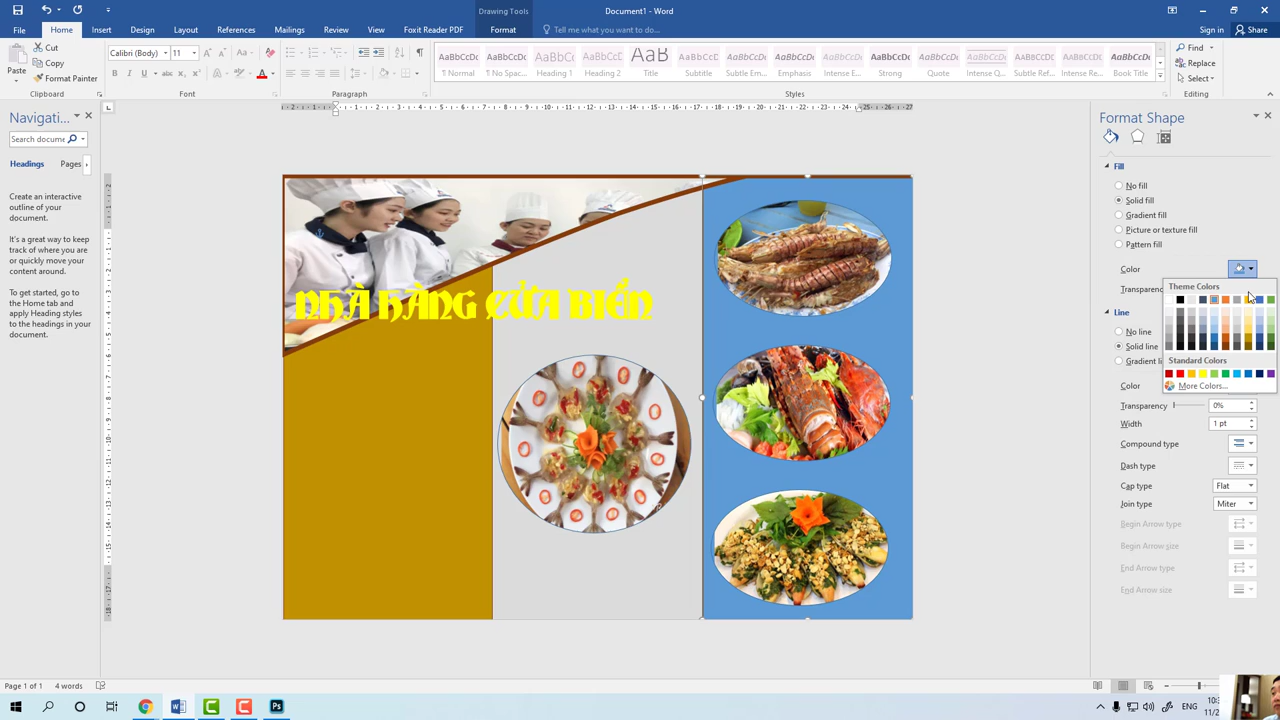 Drawing Tools
Document1 - Word
File
Home
Insert
Design
Layout
References
Mailings
Review
View
Foxit Reader PDF
Format
Tell me what you want to do...
Sign in
Share
Paste
Cut
Copy
Format Painter
Clipboard
Calibri (Body)
11
Font
Paragraph
AaBbCcDc
¶ Normal
AaBbCcDc
¶ No Spac...
AaBbCc
Heading 1
AaBbCc
Heading 2
AaB
Title
AaBbCcD
Subtitle
AaBbCcDc
Subtle Em...
AaBbCcDc
Emphasis
AaBbCcDc
Intense E...
AaBbCcDc
Strong
AaBbCcDc
Quote
AaBbCcDc
Intense Q...
AaBbCcDc
Subtle Ref...
AaBbCcDc
Intense Re...
AaBbCcDc
Book Title
Styles
Find
Replace
Select
Editing
Navigati...
Search docume
Headings
Pages
Create an interactive
outline of your
document.
It's a great way to keep
track of where you are
or quickly move your
content around.
To get started, go to
the Home tab and
apply Heading styles to
the headings in your
document.
NHÀ HÀNG CỬA BIỂN
Format Shape
Fill
No fill
Solid fill
Gradient fill
Picture or texture fill
Pattern fill
Color
Theme Colors
Standard Colors
More Colors...
Line
No line
Solid line
Color
Transparency
0%
Width
1 pt
Compound type
Dash type
Cap type
Flat
Join type
Miter
Begin Arrow type
Begin Arrow size
End Arrow type
End Arrow size
Page 1 of 1
4 words
ENG